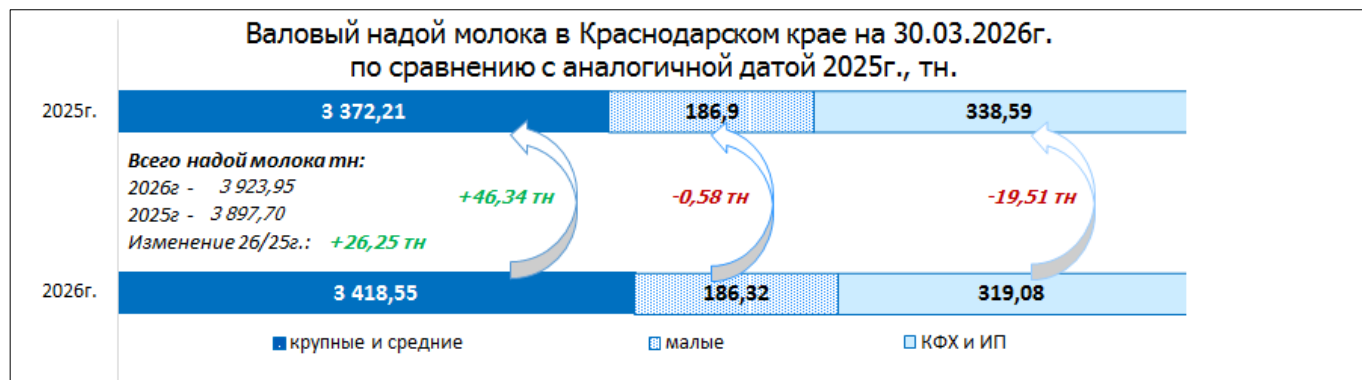 Валовый надой молока в Краснодарском крае на 30.03.2026г.
по сравнению с аналогичной датой 2025г., тн.
2025г.
3 372,21
186,9
338,59
Всего надой молока тн:
2026г - 3 923,95
2025г - 3 897,70
Изменение 26/25г.: +26,25 тн
+46,34 тн
-0,58 тн
-19,51 тн
2026г.
3 418,55
186,32
319,08
крупные и средние
малые
КФХ и ИП